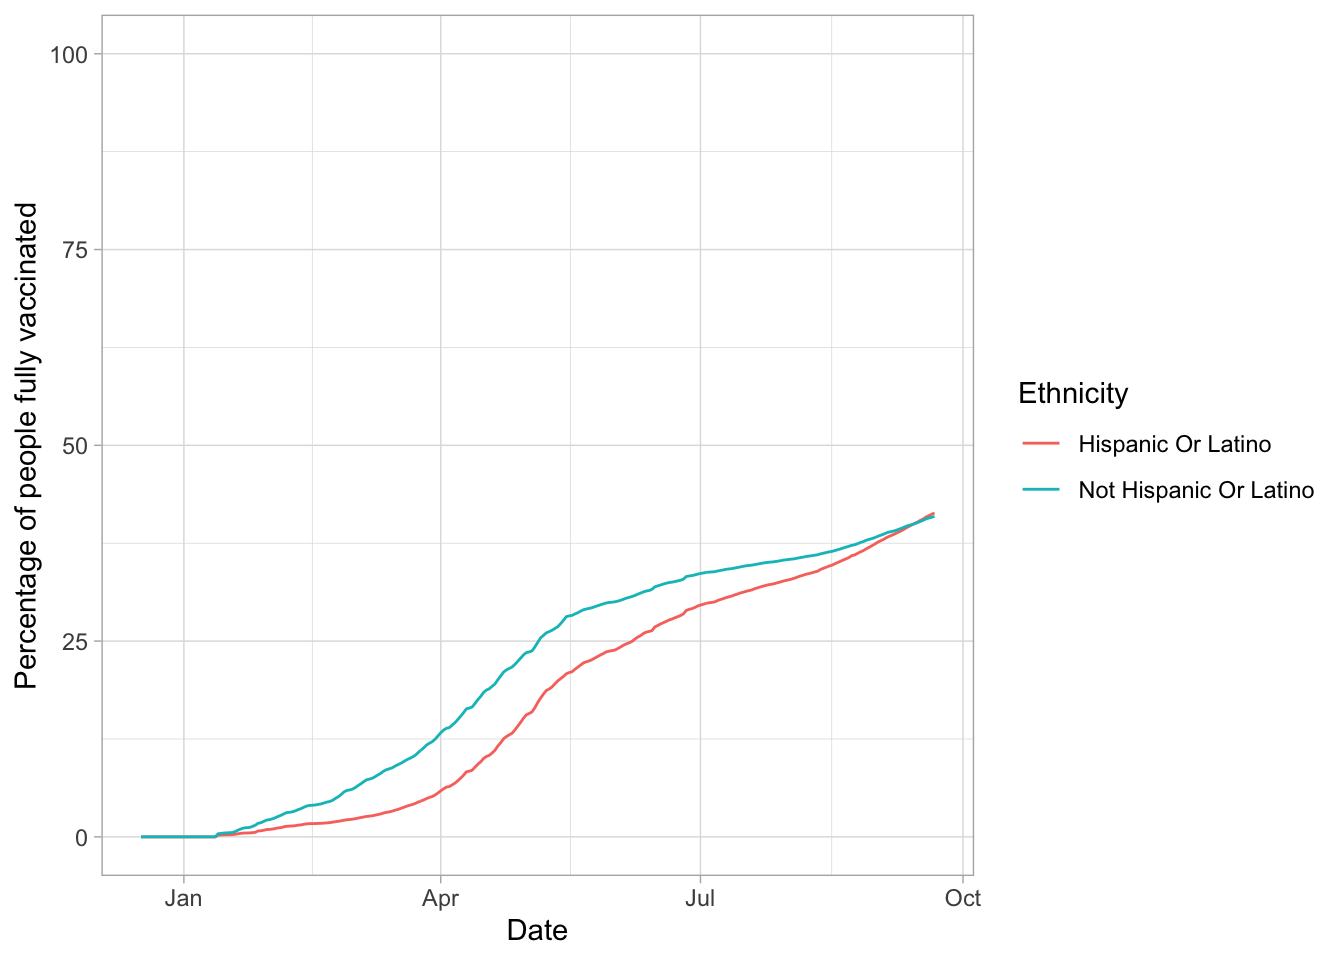 100
75
50
25
0
Percentage of people fully vaccinated
Jan
Apr
Jul
Oct
Date
Ethnicity
Hispanic Or Latino
Not Hispanic Or Latino